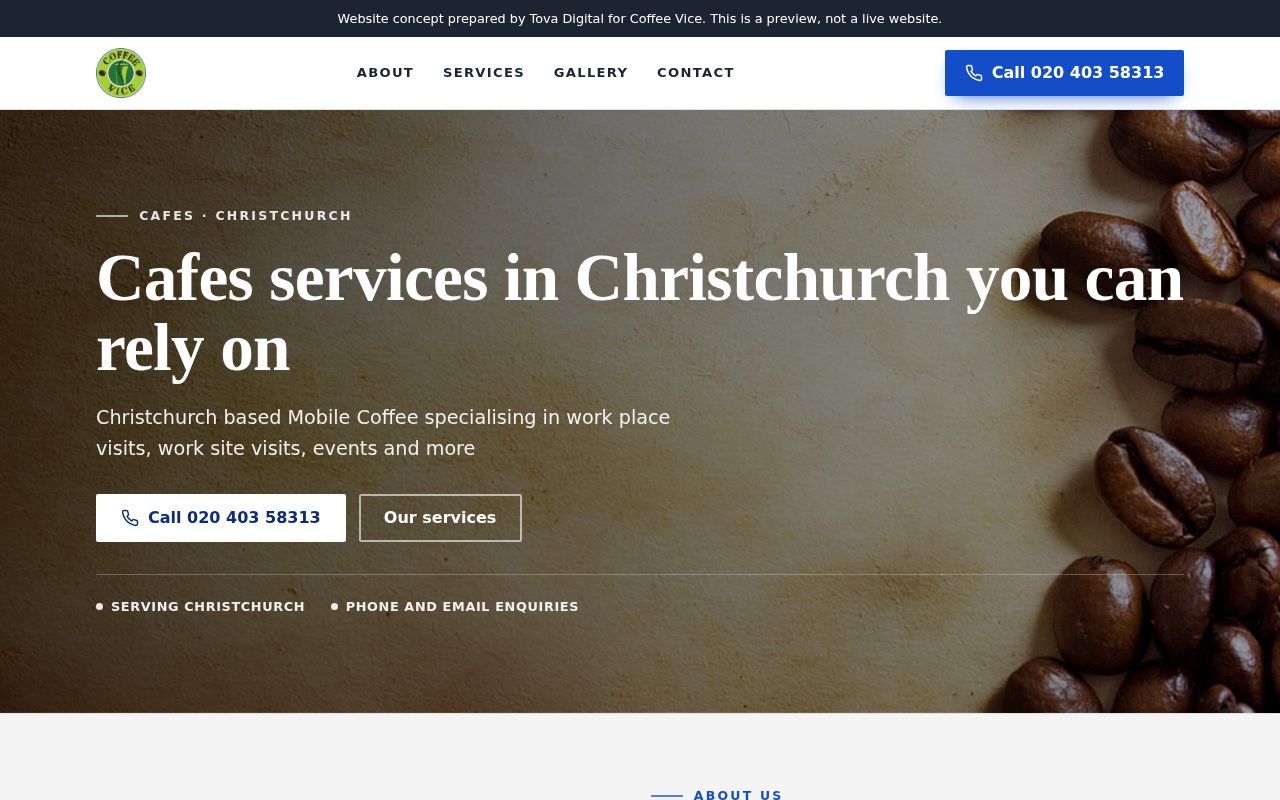 Website concept prepared by Tova Digital for Coffee Vice. This is a preview, not a live website.
COFFEE
VICE
ABOUT SERVICES GALLERY CONTACT
Call 020 403 58313
CAFES · CHRISTCHURCH
Cafes services in Christchurch you can
rely on
Christchurch based Mobile Coffee specialising in work place
visits, work site visits, events and more
Call 020 403 58313
Our services
SERVING CHRISTCHURCH
PHONE AND EMAIL ENQUIRIES
ABOUT US